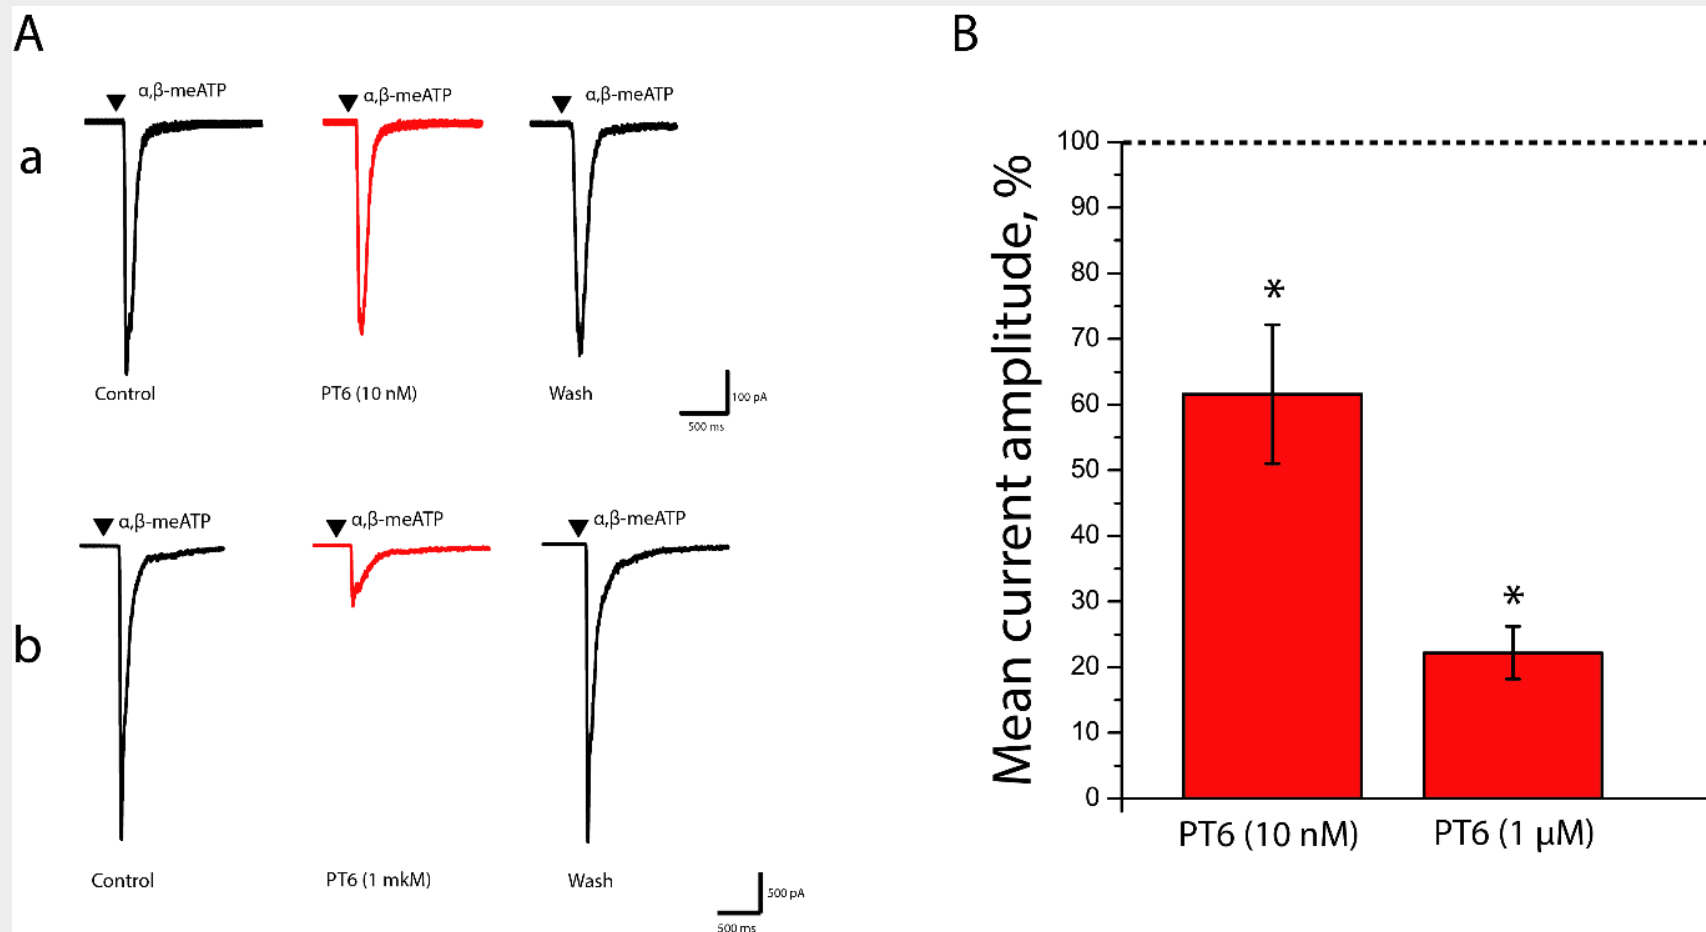 A
α,β-meATP
α,β-meATP
α,β-meATP
a
Control
PT6 (10 nM)
Wash
100 pA
500 ms
α,β-meATP
α,β-meATP
α,β-meATP
b
Control
PT6 (1 mkM)
Wash
500 pA
500 ms
B
Mean current amplitude, %
100
90
80
70
60
50
40
30
20
10
0
*
*
PT6 (10 nM)
PT6 (1 μM)